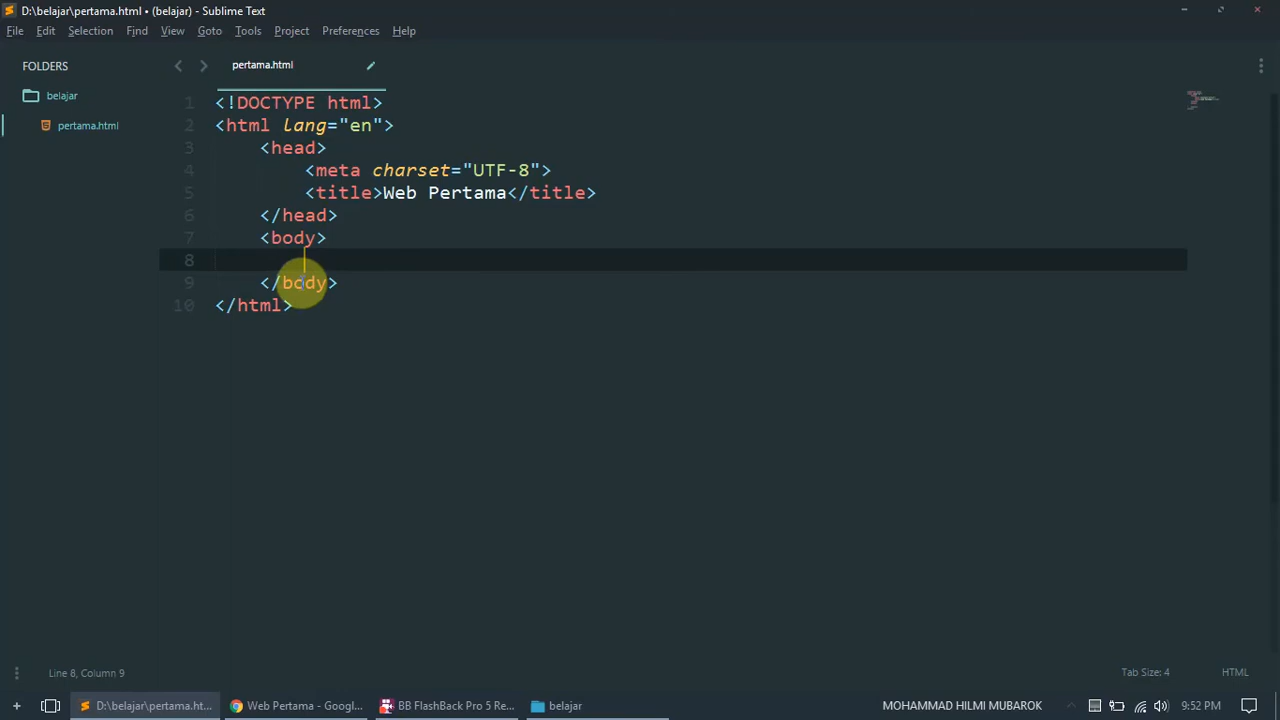 D:\belajar\pertama.html • (belajar) - Sublime Text
File Edit Selection Find View Goto Tools Project Preferences Help
FOLDERS
belajar
pertama.html
pertama.html
1 <!DOCTYPE html>
2 <html lang="en">
3 <head>
4 <meta charset="UTF-8">
5 <title>Web Pertama</title>
6 </head>
7 <body>
8
9 </body>
10 </html>
Line 8, Column 9
Tab Size: 4
HTML
D:\belajar\pertama.ht...
Web Pertama - Googl...
BB FlashBack Pro 5 Re...
belajar
MOHAMMAD HILMI MUBAROK
9:52 PM